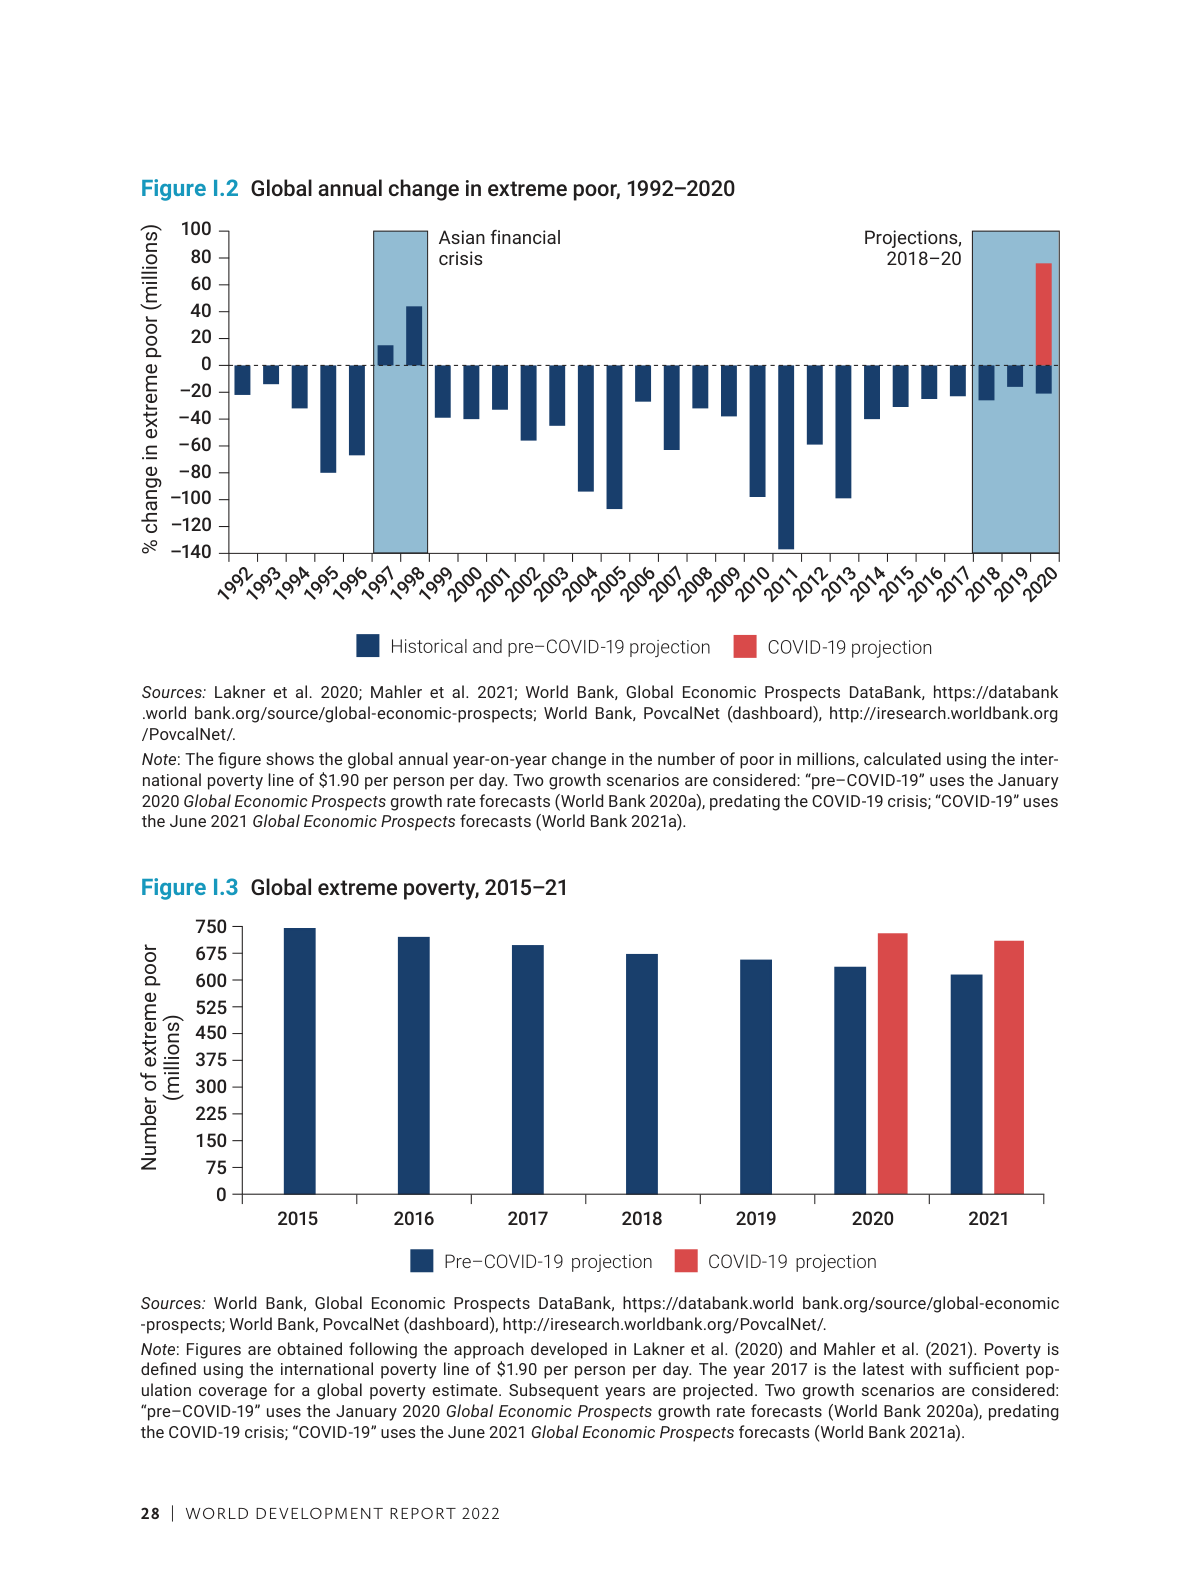 Figure I.2 Global annual change in extreme poor, 1992–2020
% change in extreme poor (millions)
100
80
60
40
20
0
–20
–40
–60
–80
–100
–120
–140
Asian financial
crisis
Projections,
2018–20
1992
1993
1994
1995
1996
1997
1998
1999
2000
2001
2002
2003
2004
2005
2006
2007
2008
2009
2010
2011
2012
2013
2014
2015
2016
2017
2018
2019
2020
Historical and pre–COVID-19 projection
COVID-19 projection
Sources: Lakner et al. 2020; Mahler et al. 2021; World Bank, Global Economic Prospects DataBank, https://databank
.world bank.org/source/global-economic-prospects; World Bank, PovcalNet (dashboard), http://iresearch.worldbank.org
/PovcalNet/.
Note: The figure shows the global annual year-on-year change in the number of poor in millions, calculated using the inter-
national poverty line of $1.90 per person per day. Two growth scenarios are considered: “pre–COVID-19” uses the January
2020 Global Economic Prospects growth rate forecasts (World Bank 2020a), predating the COVID-19 crisis; “COVID-19” uses
the June 2021 Global Economic Prospects forecasts (World Bank 2021a).
Figure I.3 Global extreme poverty, 2015–21
Number of extreme poor
(millions)
750
675
600
525
450
375
300
225
150
75
0
2015
2016
2017
2018
2019
2020
2021
Pre–COVID-19 projection
COVID-19 projection
Sources: World Bank, Global Economic Prospects DataBank, https://databank.world bank.org/source/global-economic
-prospects; World Bank, PovcalNet (dashboard), http://iresearch.worldbank.org/PovcalNet/.
Note: Figures are obtained following the approach developed in Lakner et al. (2020) and Mahler et al. (2021). Poverty is
defined using the international poverty line of $1.90 per person per day. The year 2017 is the latest with sufficient pop-
ulation coverage for a global poverty estimate. Subsequent years are projected. Two growth scenarios are considered:
“pre–COVID-19” uses the January 2020 Global Economic Prospects growth rate forecasts (World Bank 2020a), predating
the COVID-19 crisis; “COVID-19” uses the June 2021 Global Economic Prospects forecasts (World Bank 2021a).
28 | WORLD DEVELOPMENT REPORT 2022